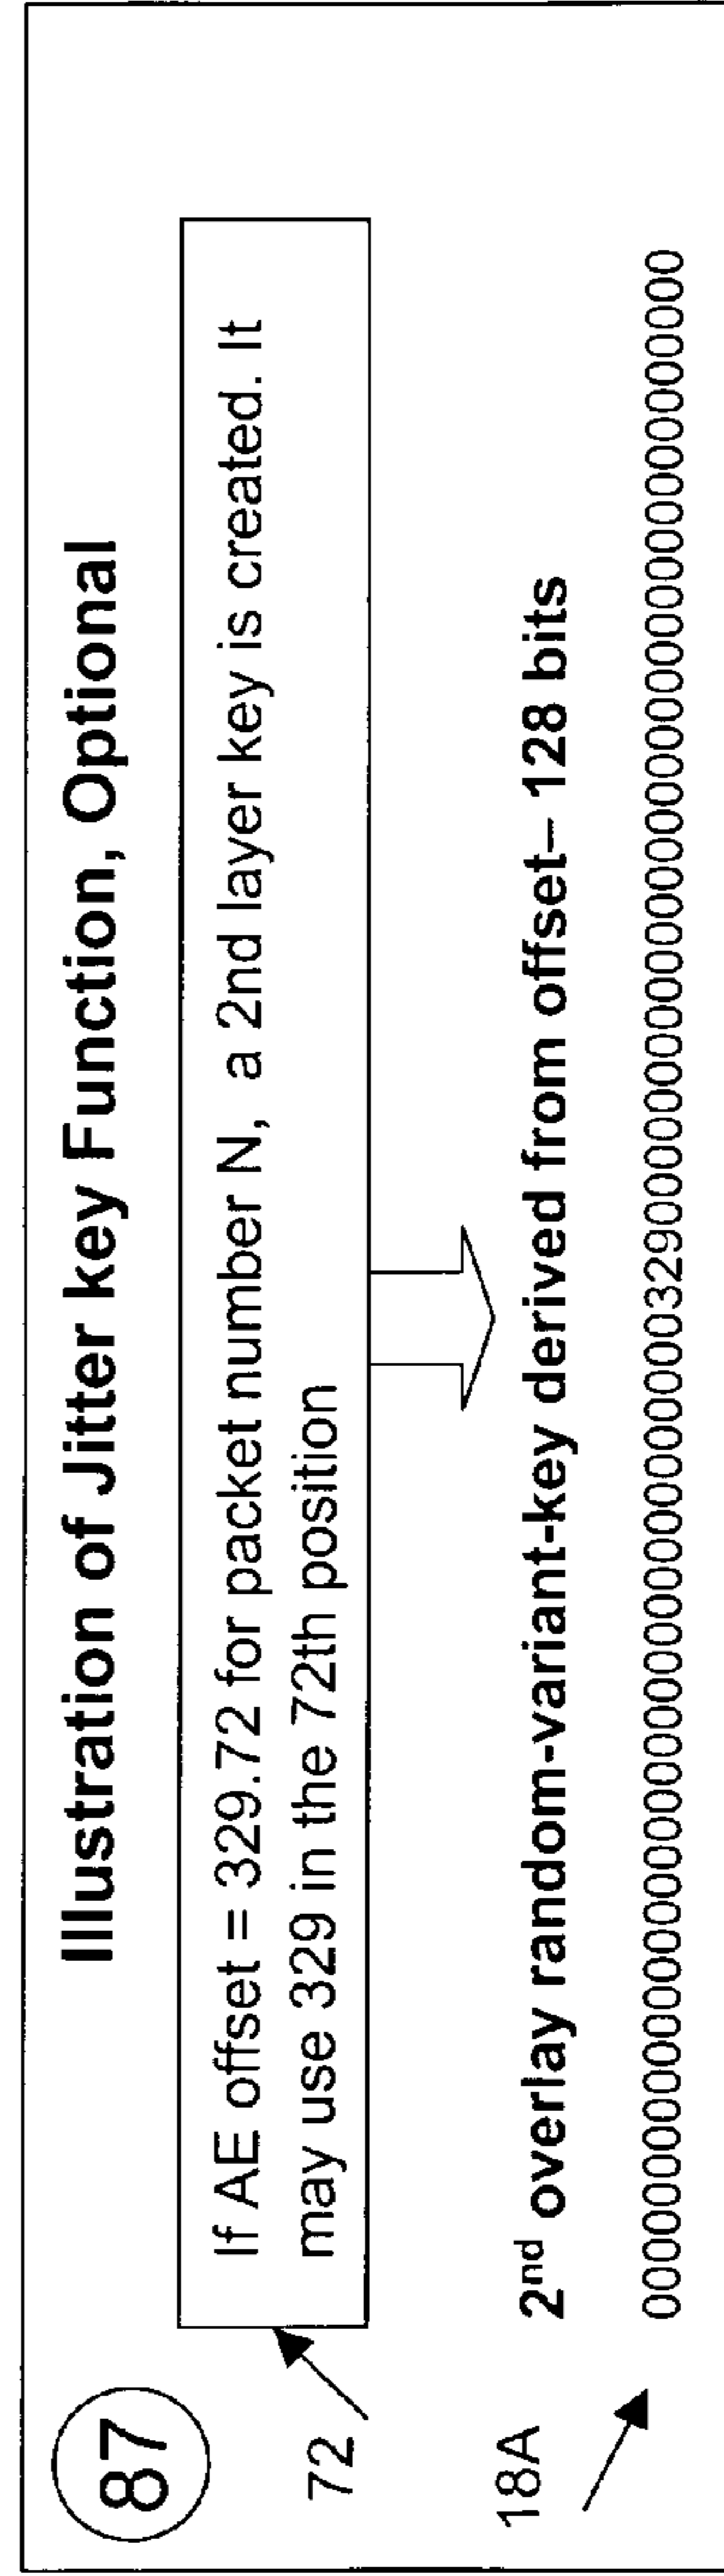 87
Illustration of Jitter key Function, Optional
If AE offset = 329.72 for packet number N, a 2nd layer key is created. It
may use 329 in the 72th position
72
18A
2nd overlay random-variant-key derived from offset– 128 bits
000000000000000000000000000000000000329000000000000000000000000000000000000